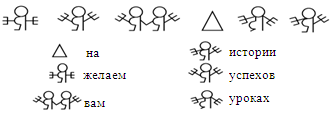 на истории
желаем успехов
вам уроках